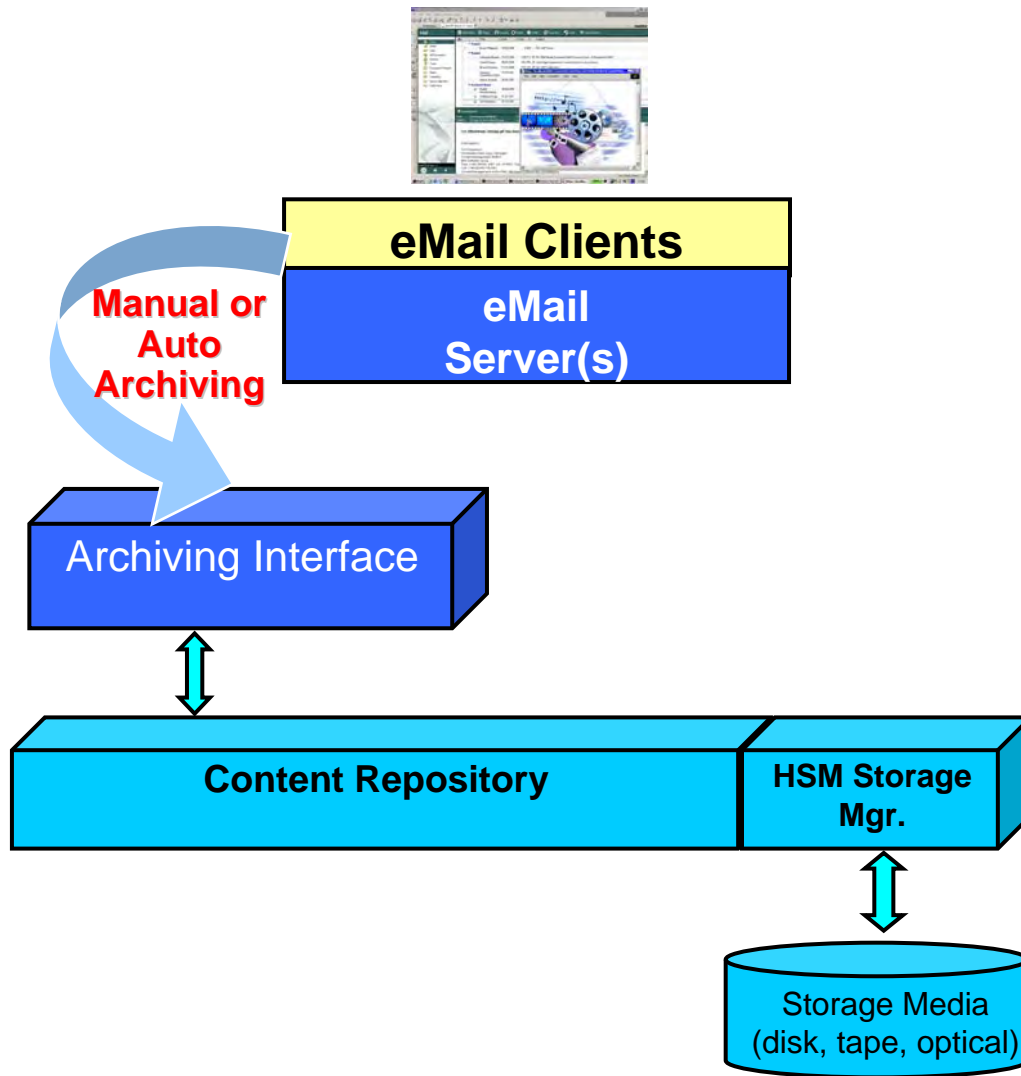 eMail Clients
eMail
Server(s)
Manual or
Auto
Archiving
Archiving Interface
Content Repository
HSM Storage
Mgr.
Storage Media
(disk, tape, optical)